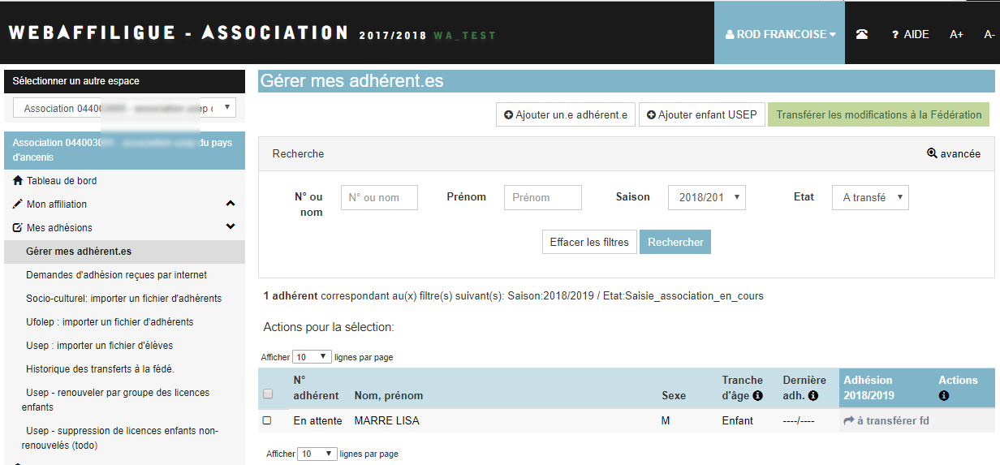 WEBAFFILIGUE - ASSOCIATION 2017/2018 WA_TEST
ROD FRANCOISE
? AIDE
A+
A-
Sélectionner un autre espace
Association 04400
Association 04400300 du pays
d'ancenis
Tableau de bord
Mon affiliation
Mes adhésions
Gérer mes adhérent.es
Demandes d'adhésion reçues par internet
Socio-culturel: importer un fichier d'adhérents
Ufolep : importer un fichier d'adhérents
Usep : importer un fichier d'élèves
Historique des transferts à la fédé.
Usep - renouveler par groupe des licences
enfants
Usep - suppression de licences enfants non-
renouvelés (todo)
Gérer mes adhérent.es
Ajouter un.e adhérent.e
Ajouter enfant USEP
Transférer les modifications à la Fédération
Recherche
avancée
N° ou
nom
N° ou nom
Prénom
Prénom
Saison
2018/201
Etat
A transfé
Effacer les filtres
Rechercher
1 adhérent correspondant au(x) filtre(s) suivant(s): Saison:2018/2019 / Etat:Saisie_association_en_cours
Actions pour la sélection:
Afficher 10 lignes par page
N°
adhérent
Nom, prénom
Sexe
Tranche
d'âge
Dernière
adh.
Adhésion
2018/2019
Actions
En attente
MARRE LISA
M
Enfant
----/----
à transférer fd
Afficher 10 lignes par page